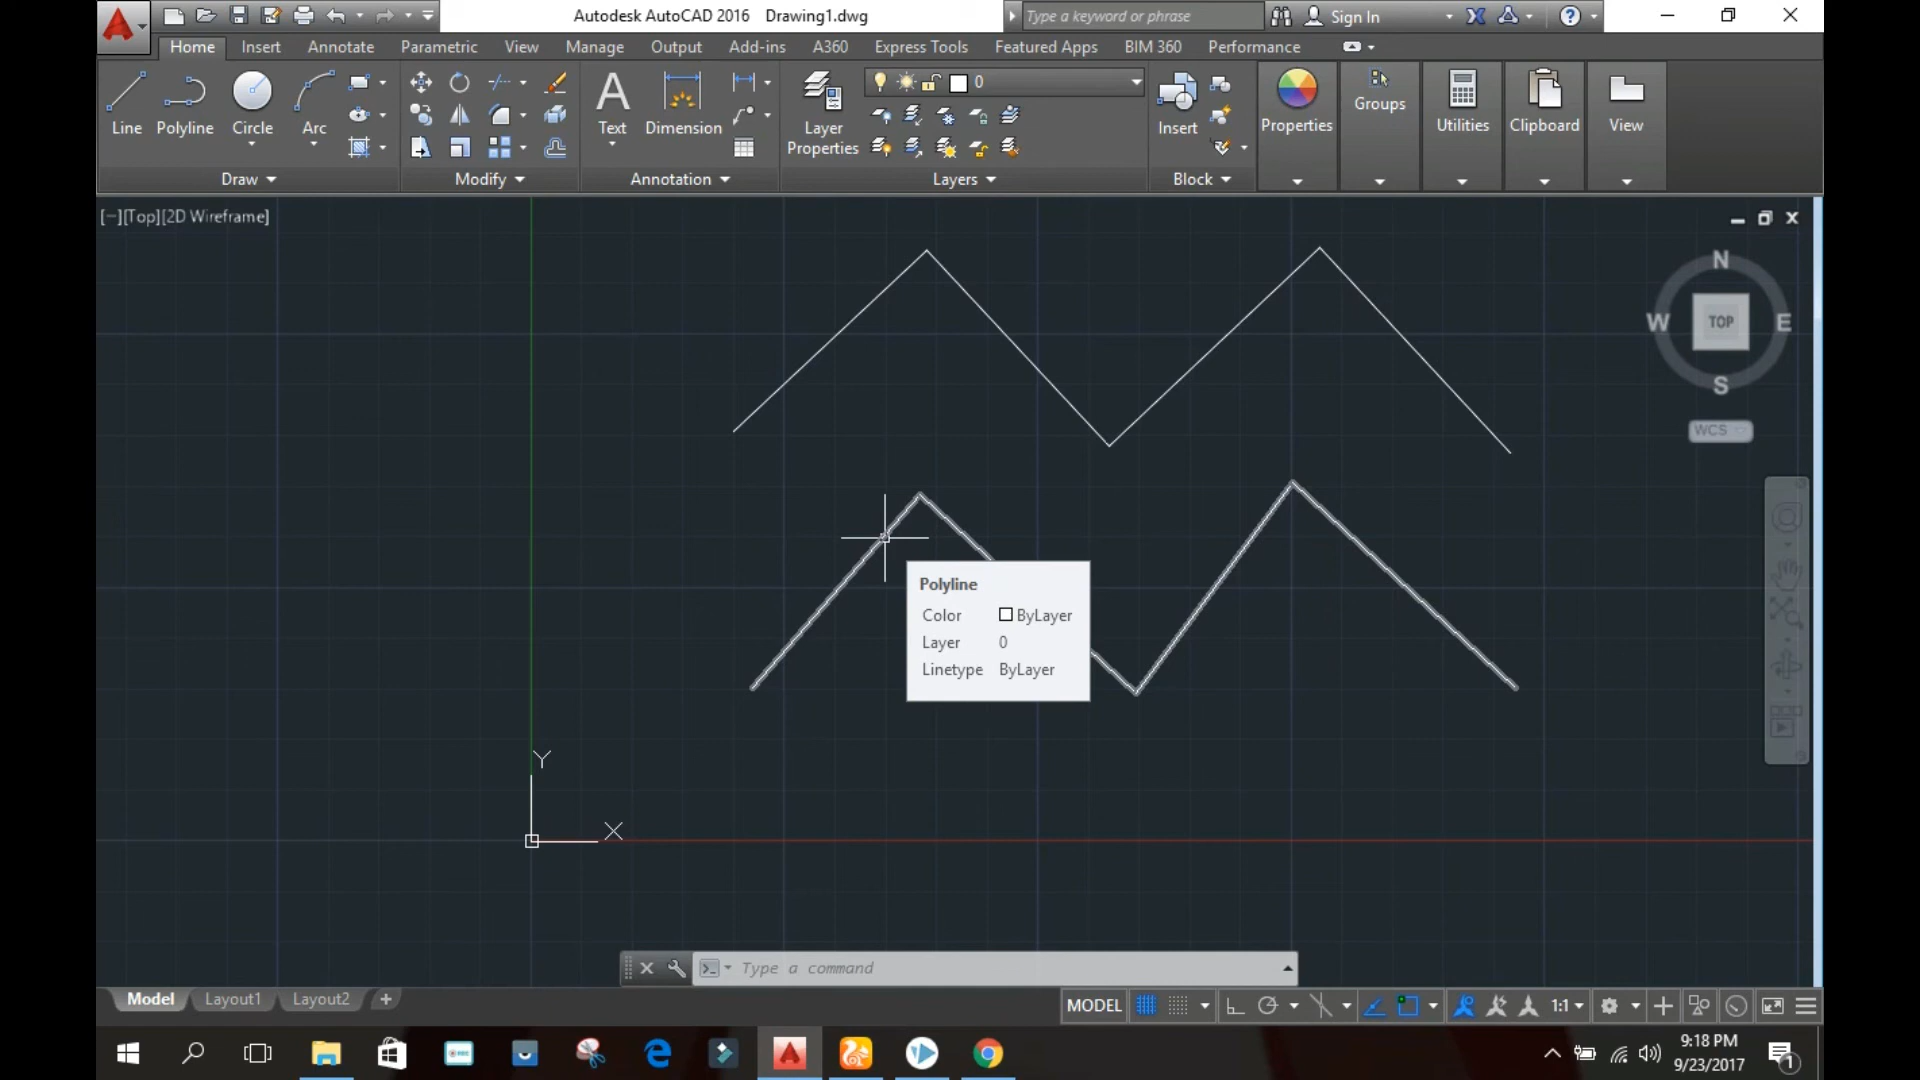 Autodesk AutoCAD 2016 Drawing1.dwg
Type a keyword or phrase
Sign In
Home Insert Annotate Parametric View Manage Output Add-ins A360 Express Tools Featured Apps BIM 360 Performance
Line Polyline Circle Arc
Text Dimension
Layer Properties
0
Insert
Properties
Groups
Utilities
Clipboard
View
Draw
Modify
Annotation
Layers
Block
[−][Top][2D Wireframe]
N
W TOP E
S
WCS
Polyline
Color ByLayer
Layer 0
Linetype ByLayer
Y
X
Type a command
Model Layout1 Layout2 +
MODEL
1:1
9:18 PM
9/23/2017
1